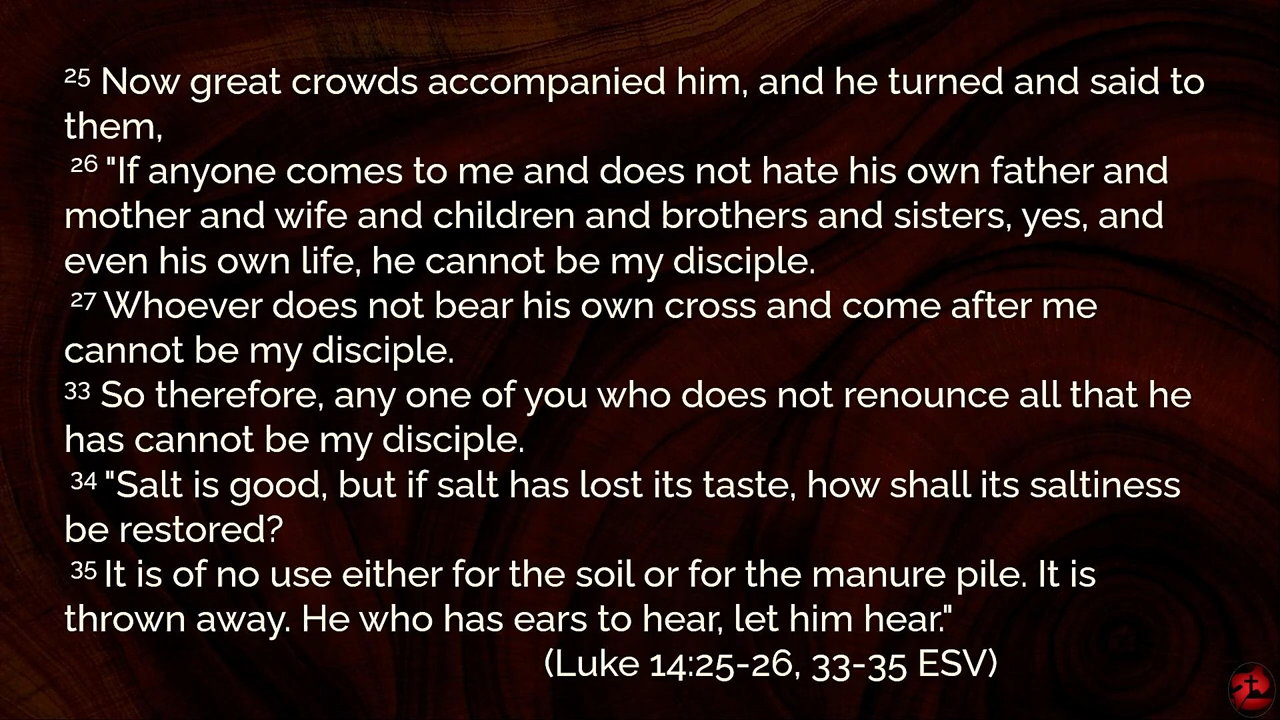 25 Now great crowds accompanied him, and he turned and said to
them,
26 "If anyone comes to me and does not hate his own father and
mother and wife and children and brothers and sisters, yes, and
even his own life, he cannot be my disciple.
27 Whoever does not bear his own cross and come after me
cannot be my disciple.
33 So therefore, any one of you who does not renounce all that he
has cannot be my disciple.
34 "Salt is good, but if salt has lost its taste, how shall its saltiness
be restored?
35 It is of no use either for the soil or for the manure pile. It is
thrown away. He who has ears to hear, let him hear."
(Luke 14:25-26, 33-35 ESV)